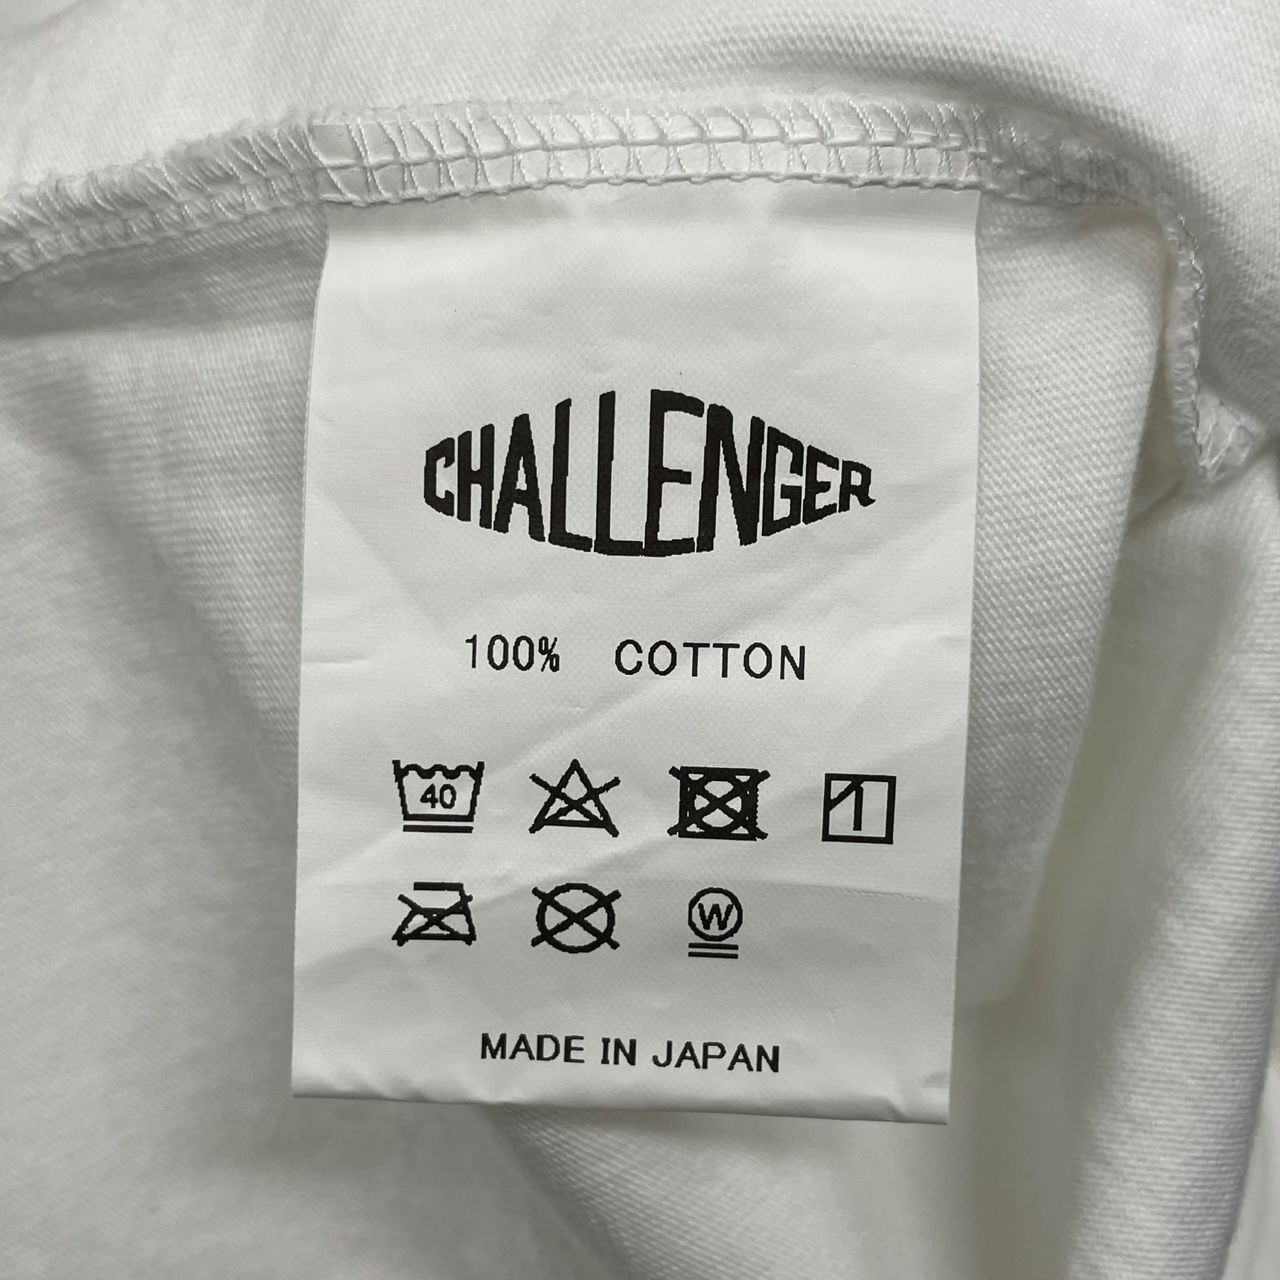 CHALLENGER
100% COTTON
40
W
MADE IN JAPAN